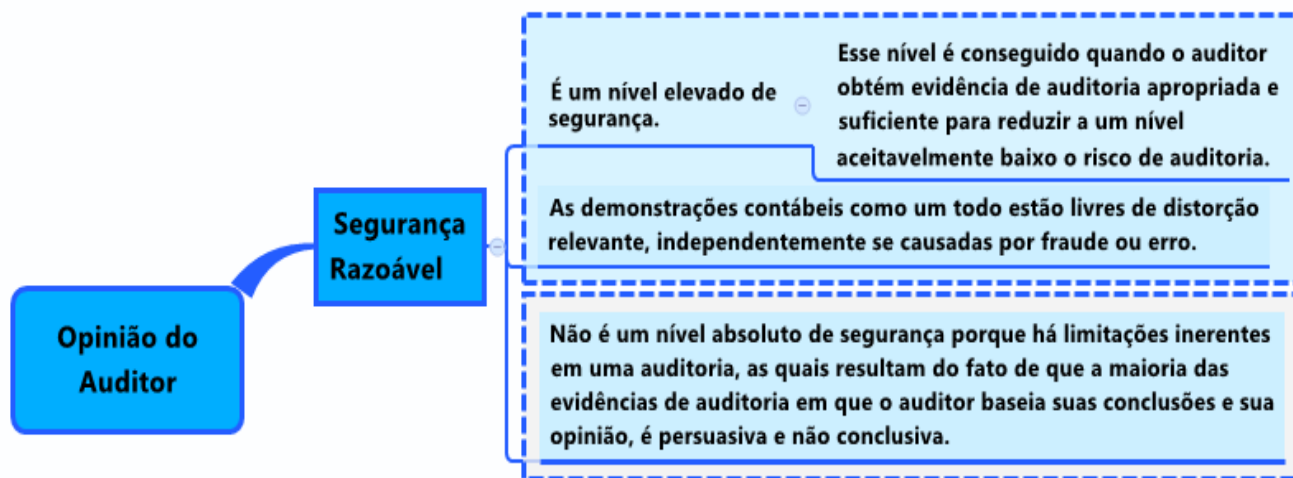 Opinião do
Auditor
Segurança
Razoável
É um nível elevado de
segurança.
Esse nível é conseguido quando o auditor
obtém evidência de auditoria apropriada e
suficiente para reduzir a um nível
aceitavelmente baixo o risco de auditoria.
As demonstrações contábeis como um todo estão livres de distorção
relevante, independentemente se causadas por fraude ou erro.
Não é um nível absoluto de segurança porque há limitações inerentes
em uma auditoria, as quais resultam do fato de que a maioria das
evidências de auditoria em que o auditor baseia suas conclusões e sua
opinião, é persuasiva e não conclusiva.